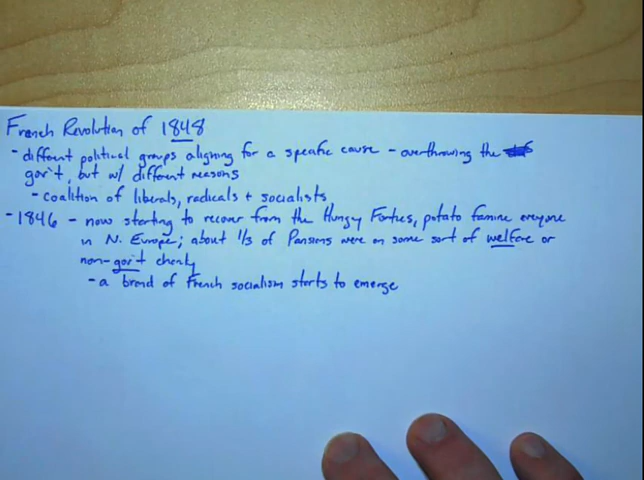 French Revolution of 1848
- different political groups aligning for a specific cause - overthrowing the
gov't, but w/ different reasons
- coalition of liberals, radicals + socialists
- 1846 - now starting to recover from the Hungry Forties, potato famine everyone
in N. Europe; about 1/3 of Parisians were on some sort of welfare or
non-gov't charity
- a brand of French socialism starts to emerge